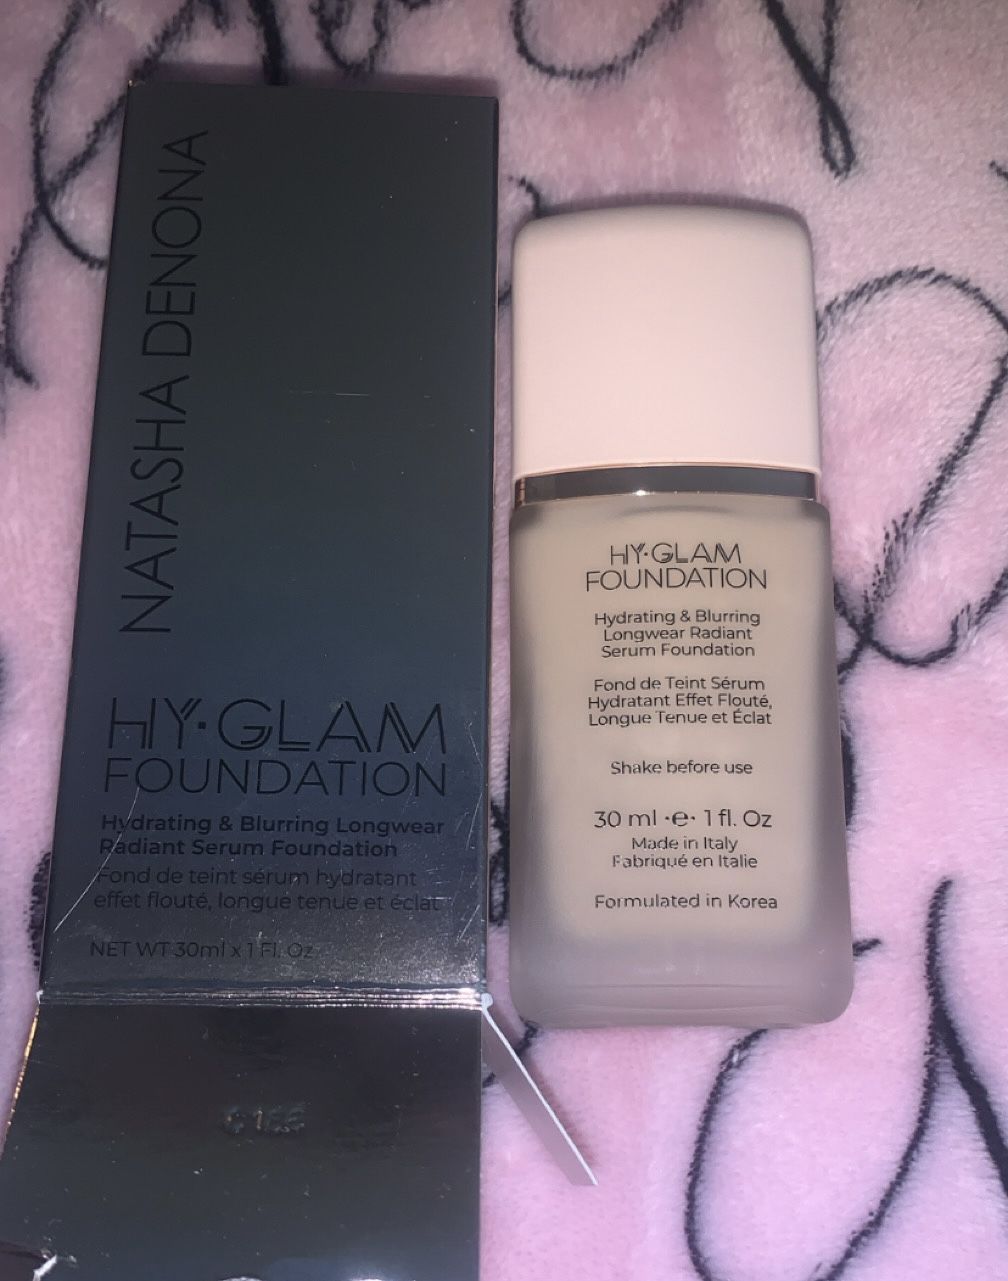 NATASHA DENONA
HY·GLAM
FOUNDATION
Hydrating & Blurring Longwear
Radiant Serum Foundation
Fond de teint sérum hydratant
effet flouté, longue tenue et éclat
NET WT 30ml x 1 Fl. Oz
HY·GLAM
FOUNDATION
Hydrating & Blurring
Longwear Radiant
Serum Foundation
Fond de Teint Sérum
Hydratant Effet Flouté,
Longue Tenue et Éclat
Shake before use
30 ml ·e· 1 fl. Oz
Made in Italy
Fabriqué en Italie
Formulated in Korea